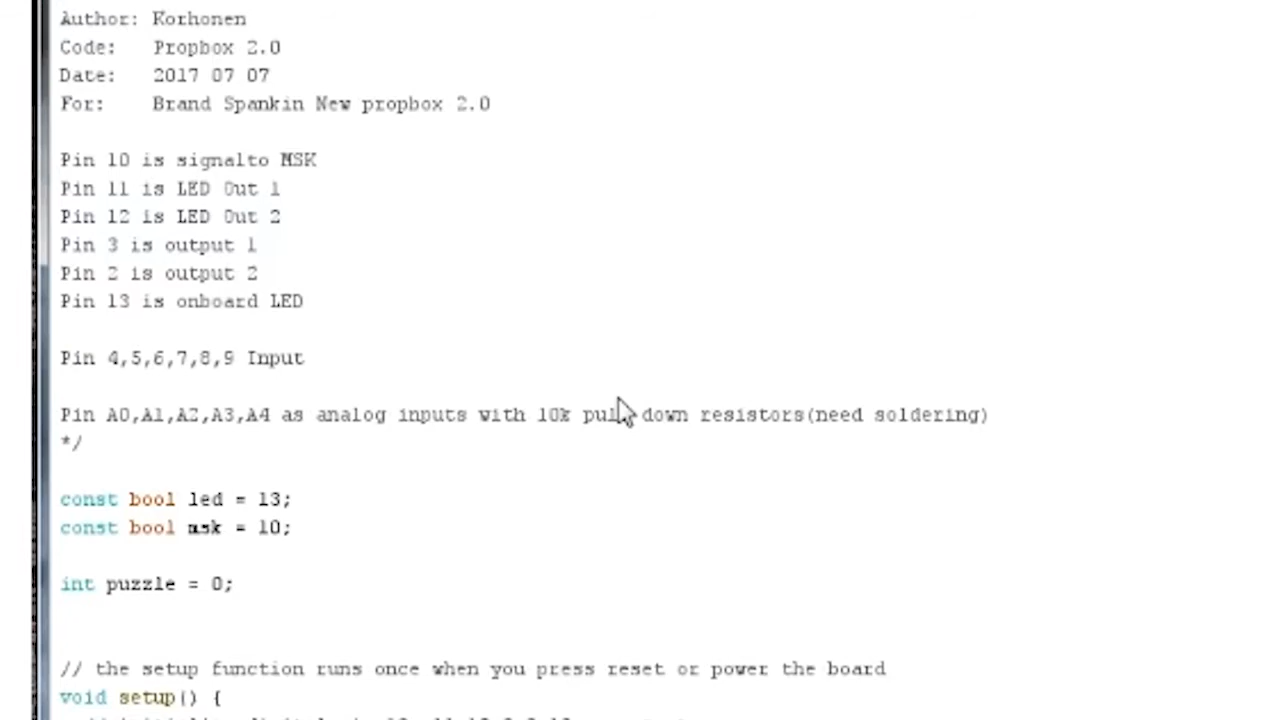 Author: Korhonen
Code:   Propbox 2.0
Date:   2017 07 07
For:    Brand Spankin New propbox 2.0
Pin 10 is signalto MSK
Pin 11 is LED Out 1
Pin 12 is LED Out 2
Pin 3 is output 1
Pin 2 is output 2
Pin 13 is onboard LED
Pin 4,5,6,7,8,9 Input
Pin A0,A1,A2,A3,A4 as analog inputs with 10k pull down resistors(need soldering)
*/
const bool led = 13;
const bool msk = 10;
int puzzle = 0;
// the setup function runs once when you press reset or power the board
void setup() {